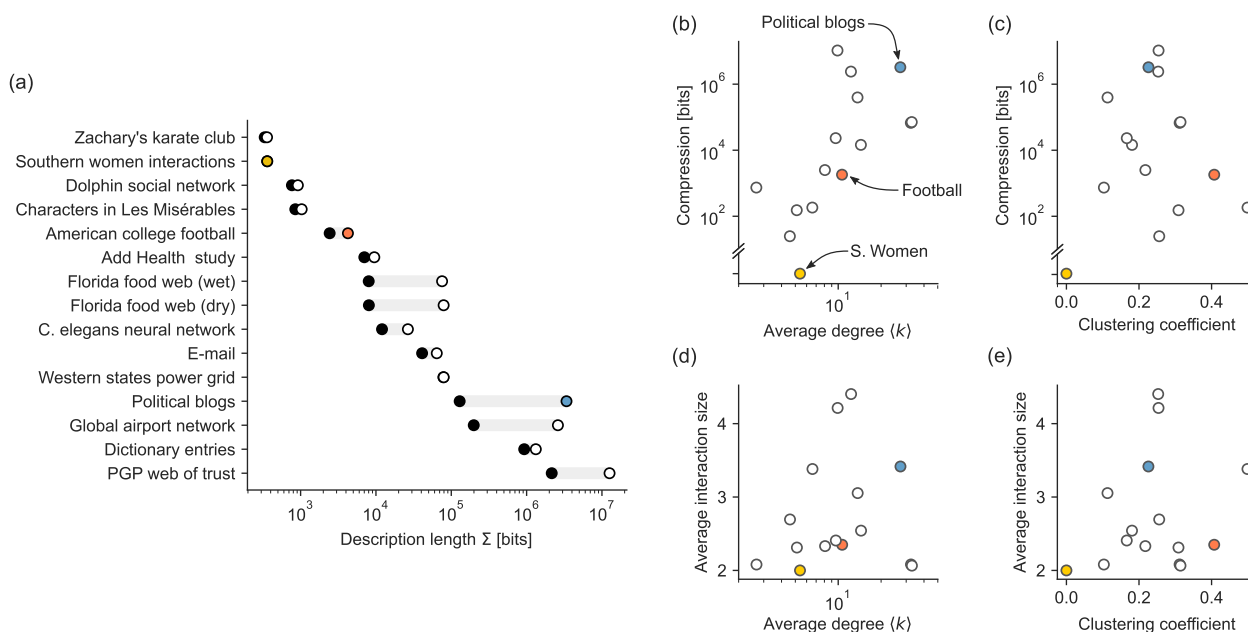 (a)
Zachary's karate club
Southern women interactions
Dolphin social network
Characters in Les Misérables
American college football
Add Health  study
Florida food web (wet)
Florida food web (dry)
C. elegans neural network
E-mail
Western states power grid
Political blogs
Global airport network
Dictionary entries
PGP web of trust
10³ 10⁴ 10⁵ 10⁶ 10⁷
Description length Σ [bits]
(b)
Political blogs
Compression [bits]
10⁶
10⁴
10²
Football
S. Women
10¹
Average degree ⟨k⟩
(c)
Compression [bits]
10⁶
10⁴
10²
0.0 0.2 0.4
Clustering coefficient
(d)
Average interaction size
4
3
2
10¹
Average degree ⟨k⟩
(e)
Average interaction size
4
3
2
0.0 0.2 0.4
Clustering coefficient